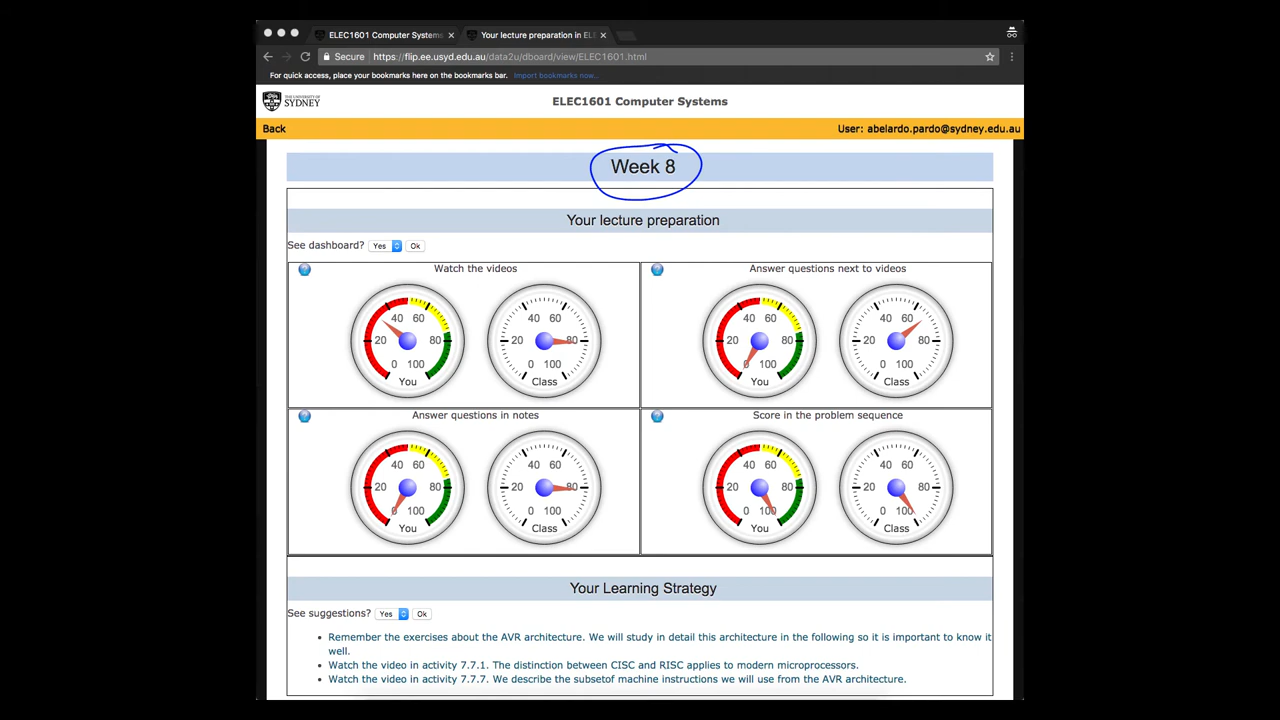 ELEC1601 Computer Systems
Your lecture preparation in EL
Secure
https://flip.ee.usyd.edu.au/data2u/dboard/view/ELEC1601.html
For quick access, place your bookmarks here on the bookmarks bar. Import bookmarks now...
THE UNIVERSITY OF
SYDNEY
ELEC1601 Computer Systems
Back
User: abelardo.pardo@sydney.edu.au
Week 8
Your lecture preparation
See dashboard? Yes Ok
? Watch the videos
0 20 40 60 80 100
You
0 20 40 60 80 100
Class
? Answer questions next to videos
0 20 40 60 80 100
You
0 20 40 60 80 100
Class
? Answer questions in notes
0 20 40 60 80 100
You
0 20 40 60 80 100
Class
? Score in the problem sequence
0 20 40 60 80 100
You
0 20 40 60 80 100
Class
Your Learning Strategy
See suggestions? Yes Ok
• Remember the exercises about the AVR architecture. We will study in detail this architecture in the following so it is important to know it
well.
• Watch the video in activity 7.7.1. The distinction between CISC and RISC applies to modern microprocessors.
• Watch the video in activity 7.7.7. We describe the subsetof machine instructions we will use from the AVR architecture.